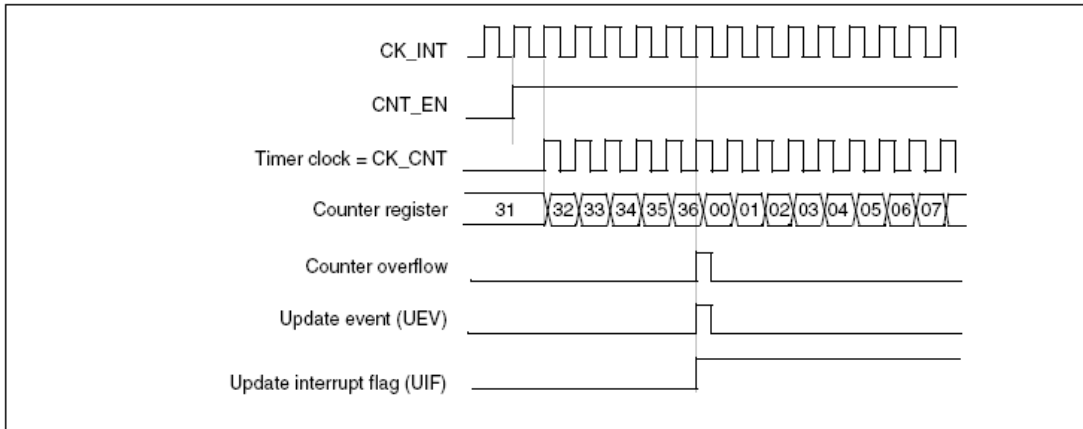 CK_INT
CNT_EN
Timer clock = CK_CNT
Counter register 31 32 33 34 35 36 00 01 02 03 04 05 06 07
Counter overflow
Update event (UEV)
Update interrupt flag (UIF)